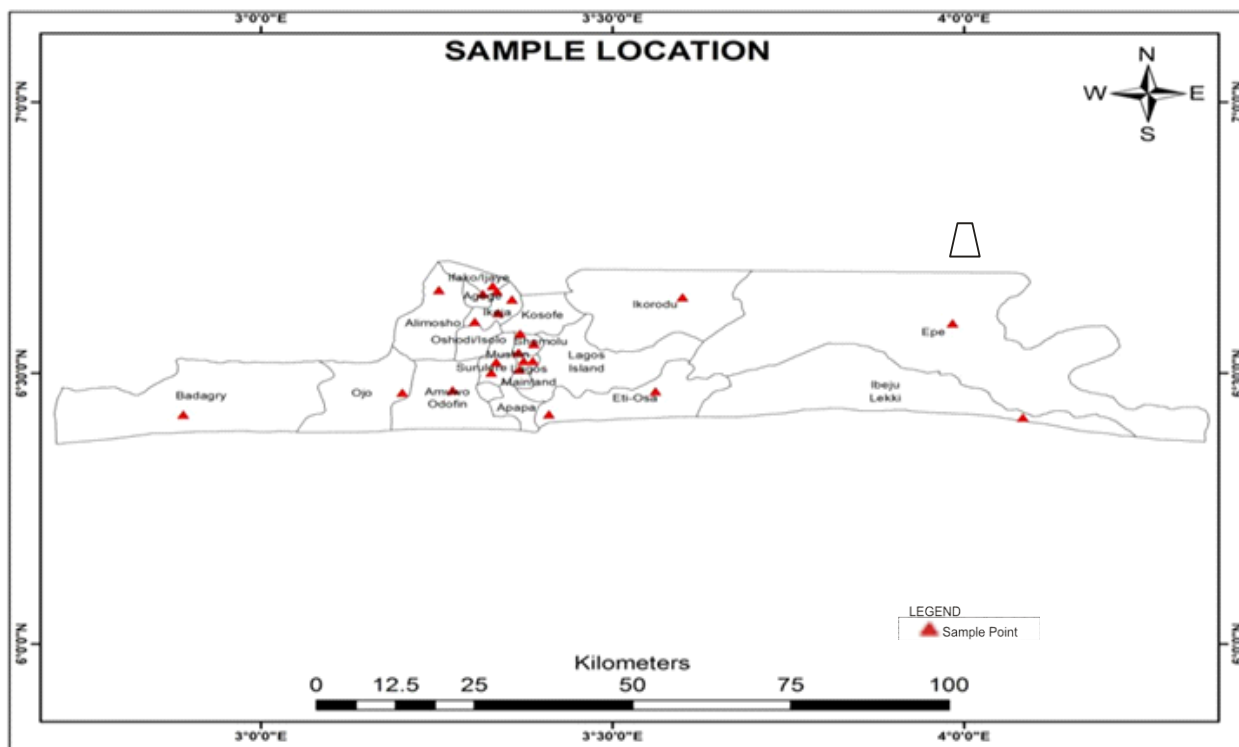 3°0'0"E 3°30'0"E 4°0'0"E
SAMPLE LOCATION
N
W E
S
7°0'0"N 7°0'0"N
Ifako/Ijaye
Agege
Ikeja
Kosofe
Ikorodu
Alimosho
Oshodi/Isolo
Shomolu
Epe
Mushin
Lagos
Island
Surulere
Lagos
Mainland
6°30'0"N 6°30'0"N
Badagry
Ojo
Amuwo
Odofin
Apapa
Eti-Osa
Ibeju
Lekki
LEGEND
Sample Point
6°0'0"N 6°0'0"N
Kilometers
0 12.5 25 50 75 100
3°0'0"E 3°30'0"E 4°0'0"E